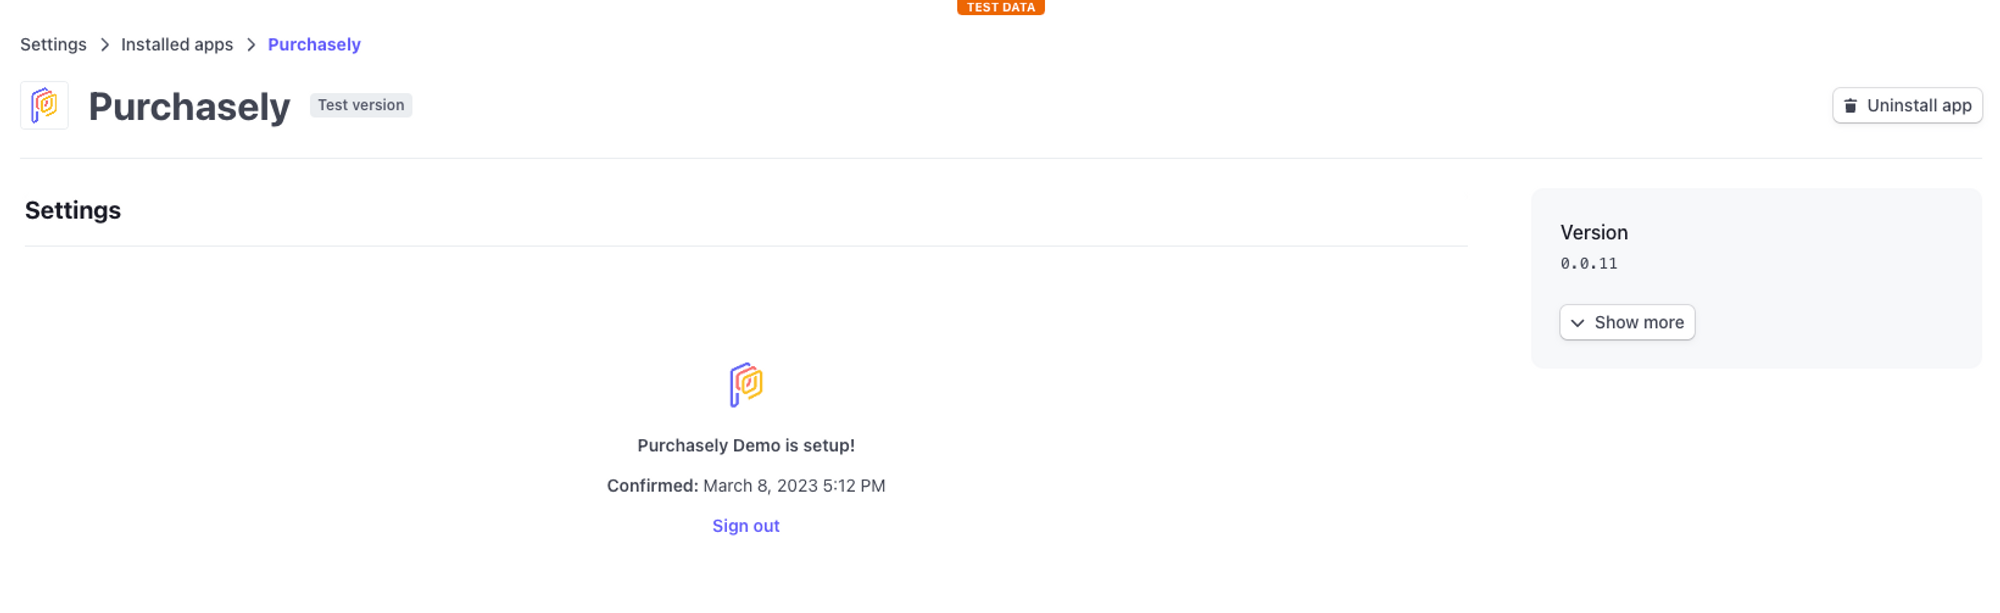 TEST DATA
Settings > Installed apps > Purchasely
Purchasely Test version
Uninstall app
Settings
Version
0.0.11
Show more
Purchasely Demo is setup!
Confirmed: March 8, 2023 5:12 PM
Sign out